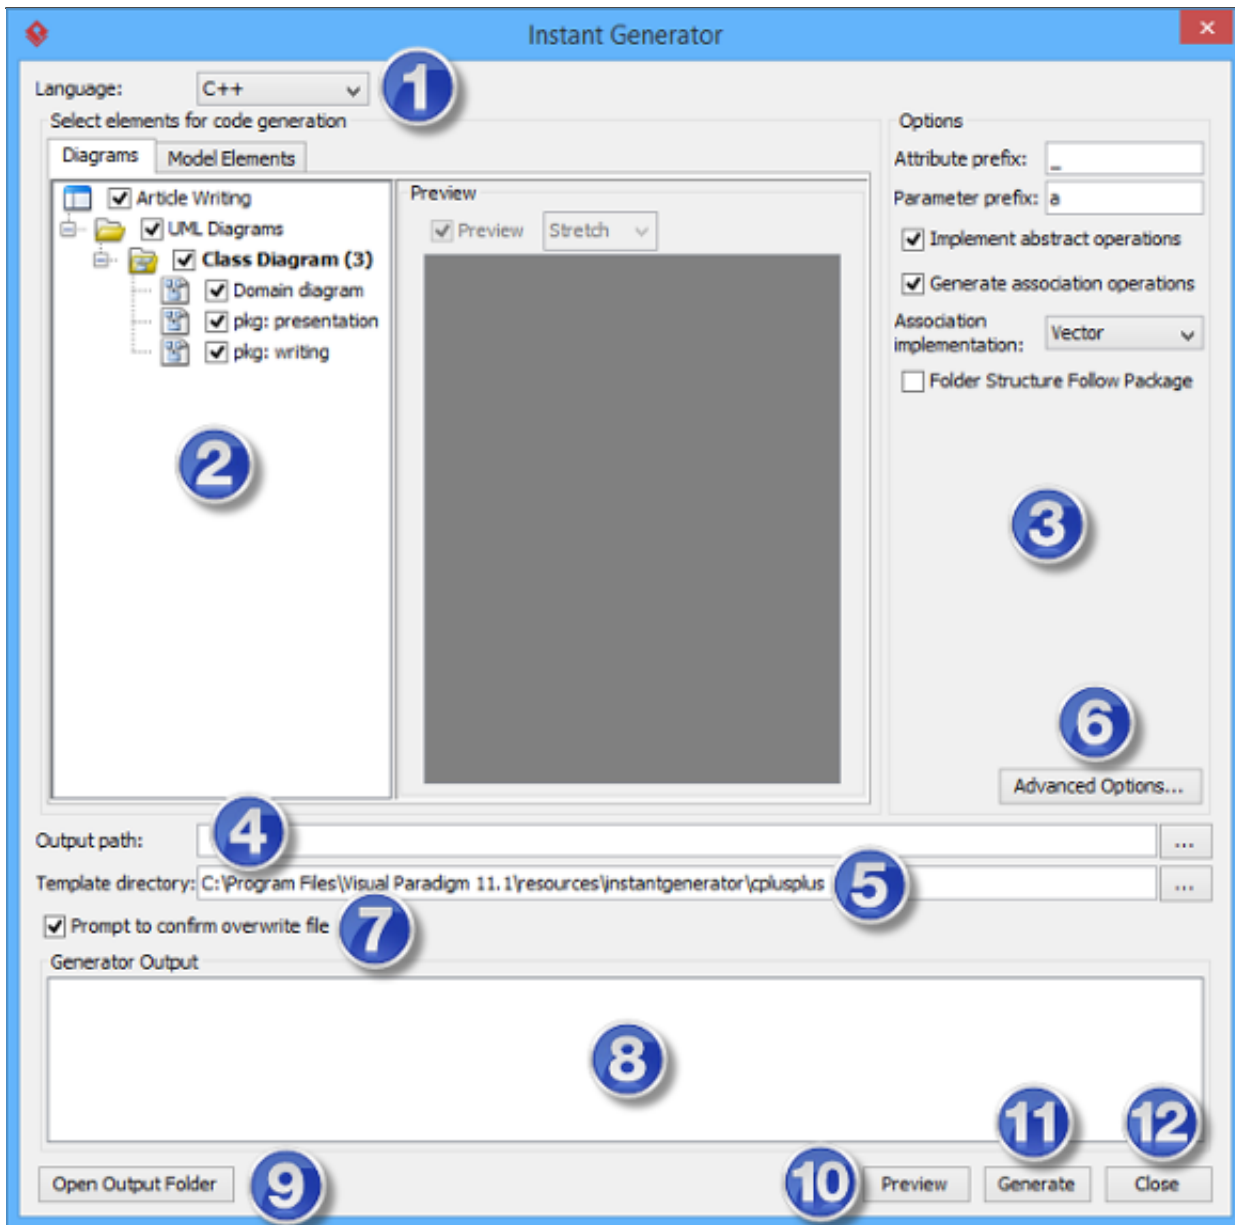 Instant Generator
Language: C++ 1
Select elements for code generation
Diagrams Model Elements
Article Writing
UML Diagrams
Class Diagram (3)
Domain diagram
pkg: presentation
pkg: writing
2
Preview
Preview Stretch
Options
Attribute prefix: _
Parameter prefix: a
Implement abstract operations
Generate association operations
Association
implementation: Vector
Folder Structure Follow Package
3
6
Advanced Options...
Output path: 4 ...
Template directory: C:\Program Files\Visual Paradigm 11.1\resources\instantgenerator\cplusplus 5 ...
Prompt to confirm overwrite file 7
Generator Output
8
Open Output Folder 9
10 Preview
11
Generate
12
Close